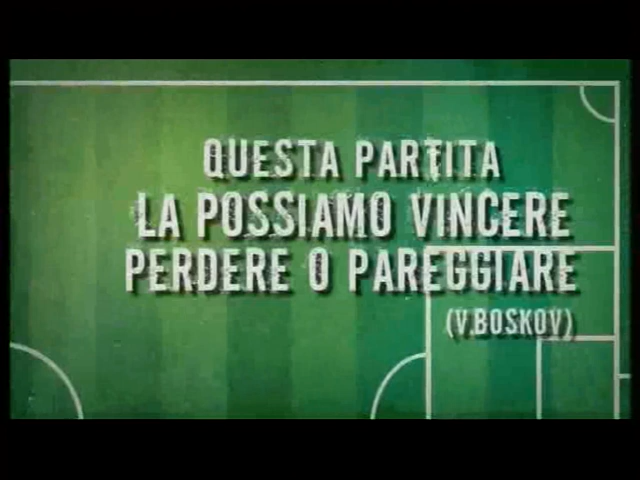 QUESTA PARTITA
LA POSSIAMO VINCERE
PERDERE O PAREGGIARE
(V.BOSKOV)